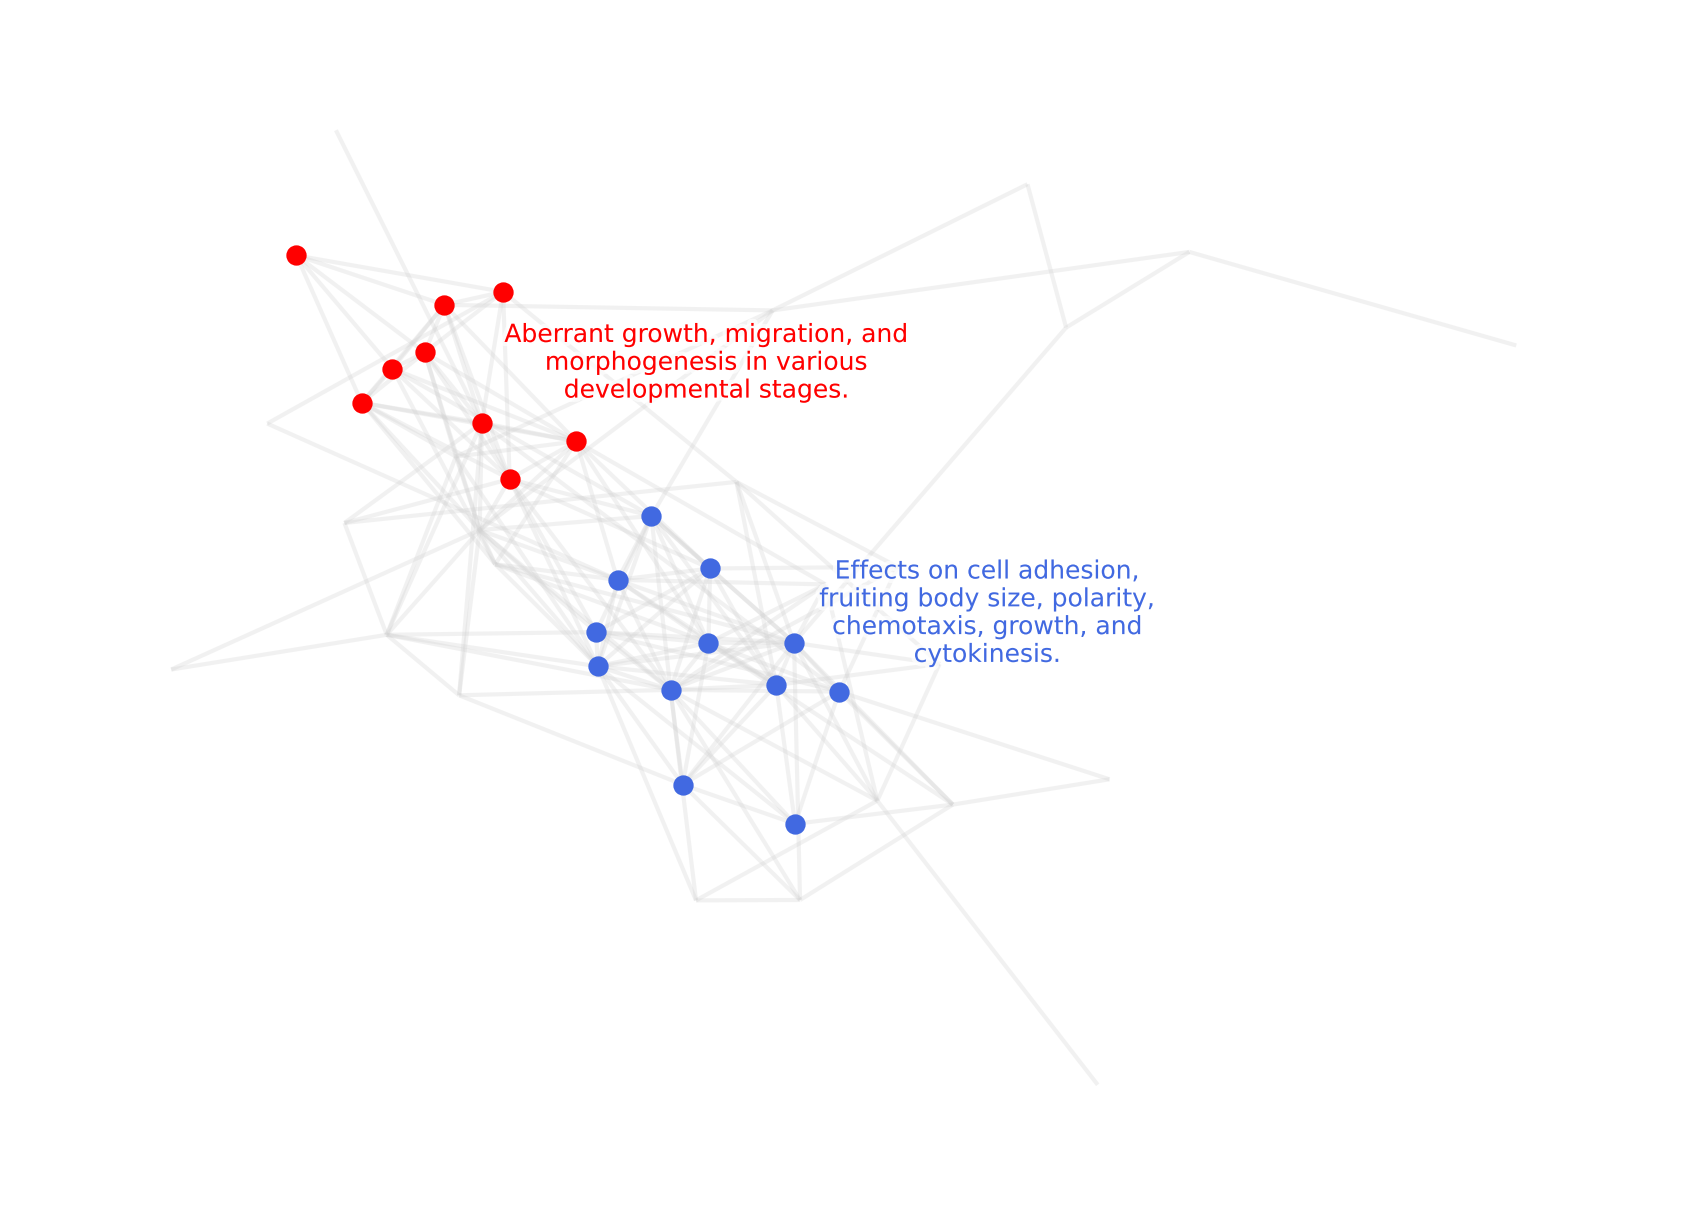 Aberrant growth, migration, and
morphogenesis in various
developmental stages.
Effects on cell adhesion,
fruiting body size, polarity,
chemotaxis, growth, and
cytokinesis.